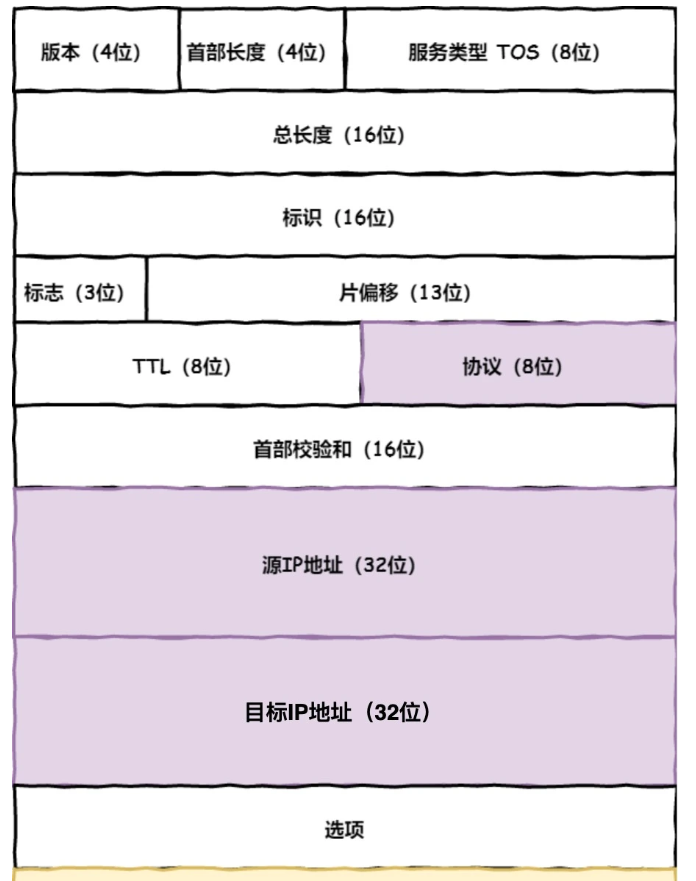 版本（4位） 首部长度（4位） 服务类型 TOS（8位）
总长度（16位）
标识（16位）
标志（3位） 片偏移（13位）
TTL（8位） 协议（8位）
首部校验和（16位）
源IP地址（32位）
目标IP地址（32位）
选项